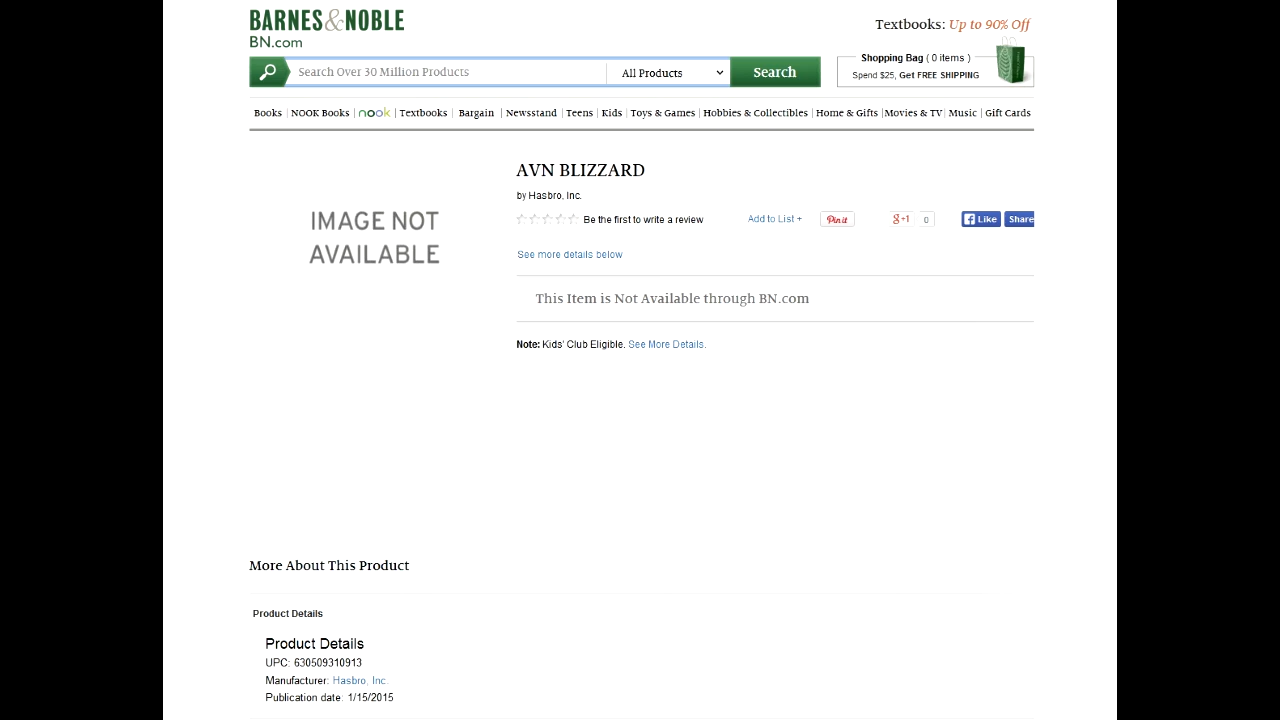 BARNES&NOBLE
BN.com
Textbooks: Up to 90% Off
Search Over 30 Million Products
All Products
Search
Shopping Bag ( 0 items )
Spend $25, Get FREE SHIPPING
Books NOOK Books nook Textbooks Bargain Newsstand Teens Kids Toys & Games Hobbies & Collectibles Home & Gifts Movies & TV Music Gift Cards
IMAGE NOT
AVAILABLE
AVN BLIZZARD
by Hasbro, Inc.
Be the first to write a review Add to List + Pin it g+1 0 Like Share
See more details below
This Item is Not Available through BN.com
Note: Kids' Club Eligible. See More Details.
More About This Product
Product Details
Product Details
UPC: 630509310913
Manufacturer: Hasbro, Inc.
Publication date: 1/15/2015